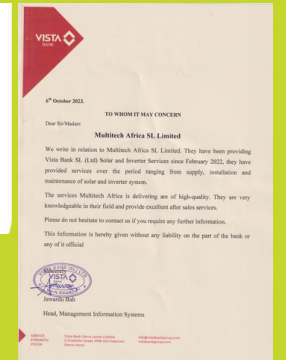 VISTA
BANK
6th October 2023.
TO WHOM IT MAY CONCERN
Dear Sir/Madam
Multitech Africa SL Limited
We write in relation to Multitech Africa SL Limited. They have been providing
Vista Bank SL (Ltd) Solar and Inverter Services since February 2022, they have
provided services over the period ranging from supply, installation and
maintenance of solar and inverter system.
The services Multitech Africa is delivering are of high-quality. They are very
knowledgeable in their field and provide excellent after sales services.
Please do not hesitate to contact us if you require any further information.
This Information is hereby given without any liability on the part of the bank or
any of it official
Sincerely
VISTA
Head, Management Information Systems